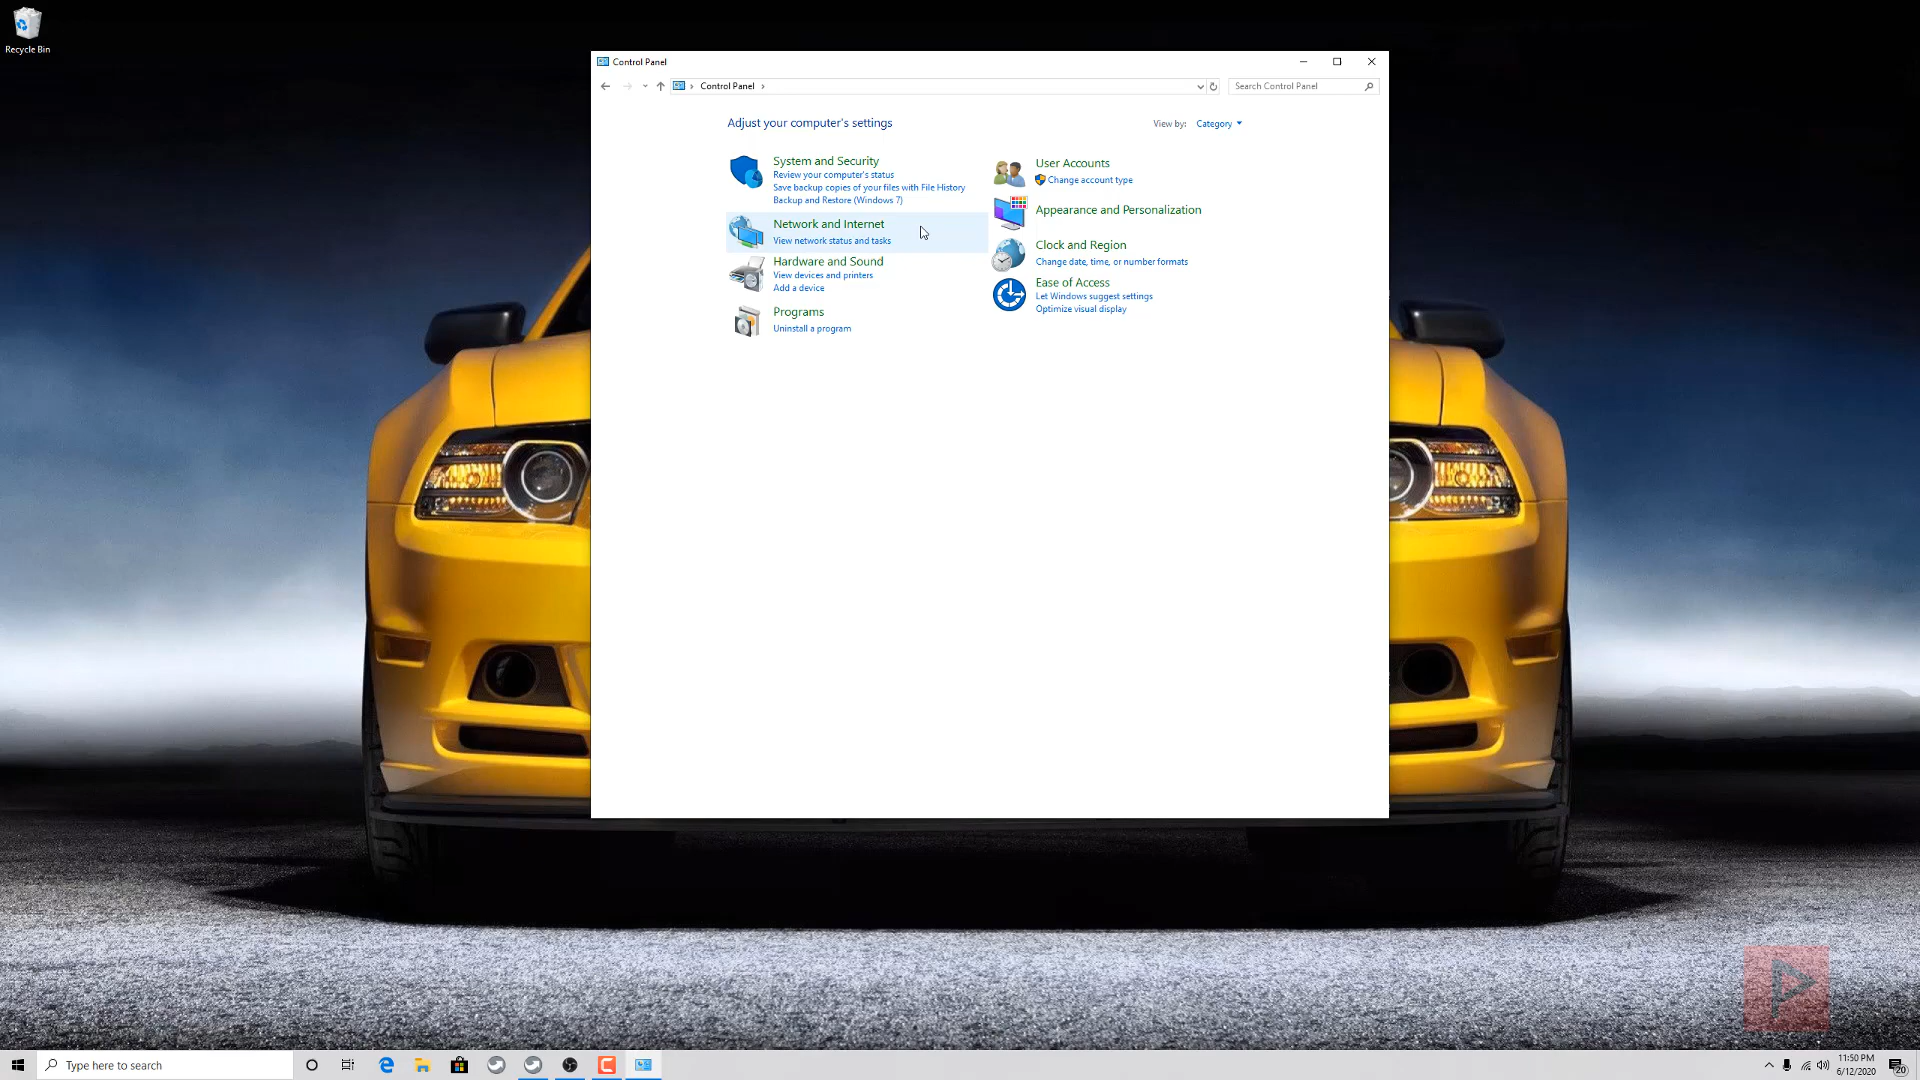 Recycle Bin
Control Panel
Control Panel
Search Control Panel
Adjust your computer's settings
View by: Category
System and Security
Review your computer's status
Save backup copies of your files with File History
Backup and Restore (Windows 7)
Network and Internet
View network status and tasks
Hardware and Sound
View devices and printers
Add a device
Programs
Uninstall a program
User Accounts
Change account type
Appearance and Personalization
Clock and Region
Change date, time, or number formats
Ease of Access
Let Windows suggest settings
Optimize visual display
Type here to search
11:50 PM
6/12/2020
20